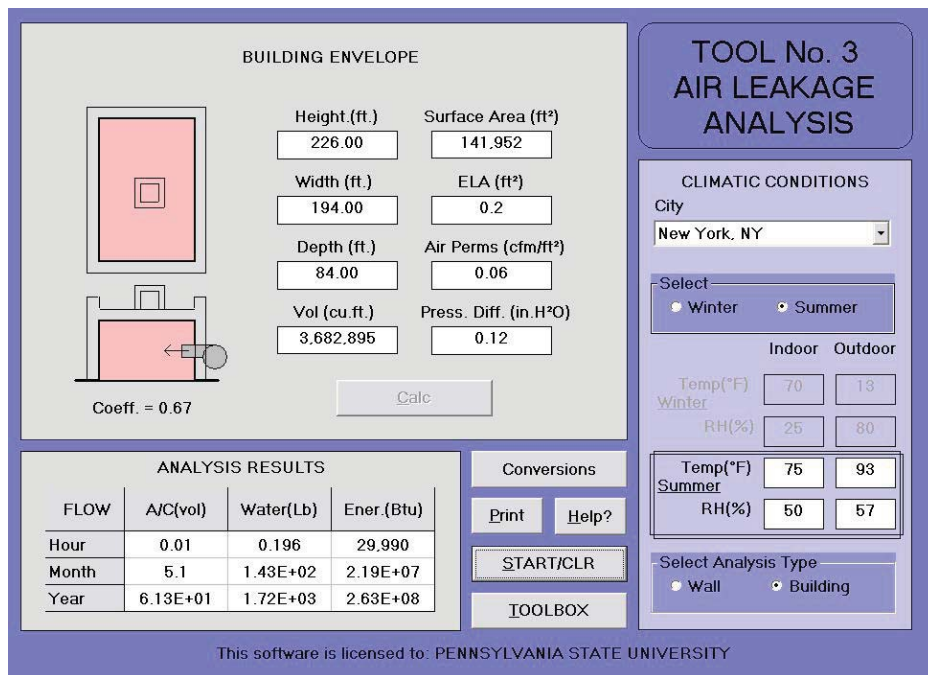 BUILDING ENVELOPE
Height.(ft.) Surface Area (ft²)
226.00 141,952
Width (ft.) ELA (ft²)
194.00 0.2
Depth (ft.) Air Perms (cfm/ft²)
84.00 0.06
Vol (cu.ft.) Press. Diff. (in.H²O)
3,682,895 0.12
Calc
Coeff. = 0.67
TOOL No. 3
AIR LEAKAGE
ANALYSIS
CLIMATIC CONDITIONS
City
New York, NY
Select
Winter Summer
Indoor Outdoor
Temp(°F) 70 13
Winter
RH(%) 25 80
Temp(°F) 75 93
Summer
RH(%) 50 57
Select Analysis Type
Wall Building
ANALYSIS RESULTS
FLOW A/C(vol) Water(Lb) Ener.(Btu)
Hour 0.01 0.196 29,990
Month 5.1 1.43E+02 2.19E+07
Year 6.13E+01 1.72E+03 2.63E+08
Conversions
Print Help?
START/CLR
TOOLBOX
This software is licensed to: PENNSYLVANIA STATE UNIVERSITY